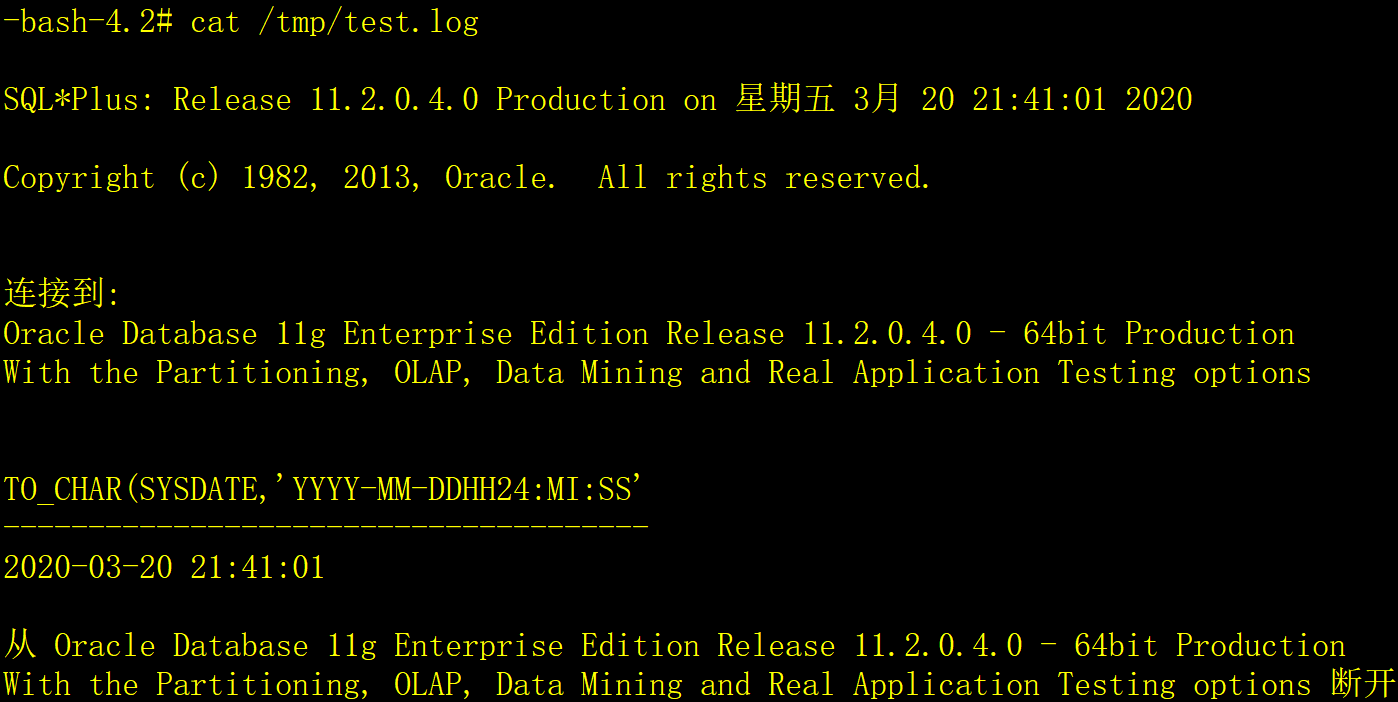 -bash-4.2# cat /tmp/test.log
SQL*Plus: Release 11.2.0.4.0 Production on 星期五 3月 20 21:41:01 2020
Copyright (c) 1982, 2013, Oracle.  All rights reserved.
连接到:
Oracle Database 11g Enterprise Edition Release 11.2.0.4.0 - 64bit Production
With the Partitioning, OLAP, Data Mining and Real Application Testing options
TO_CHAR(SYSDATE,'YYYY-MM-DDHH24:MI:SS'
--------------------------------------
2020-03-20 21:41:01
从 Oracle Database 11g Enterprise Edition Release 11.2.0.4.0 - 64bit Production
With the Partitioning, OLAP, Data Mining and Real Application Testing options 断开